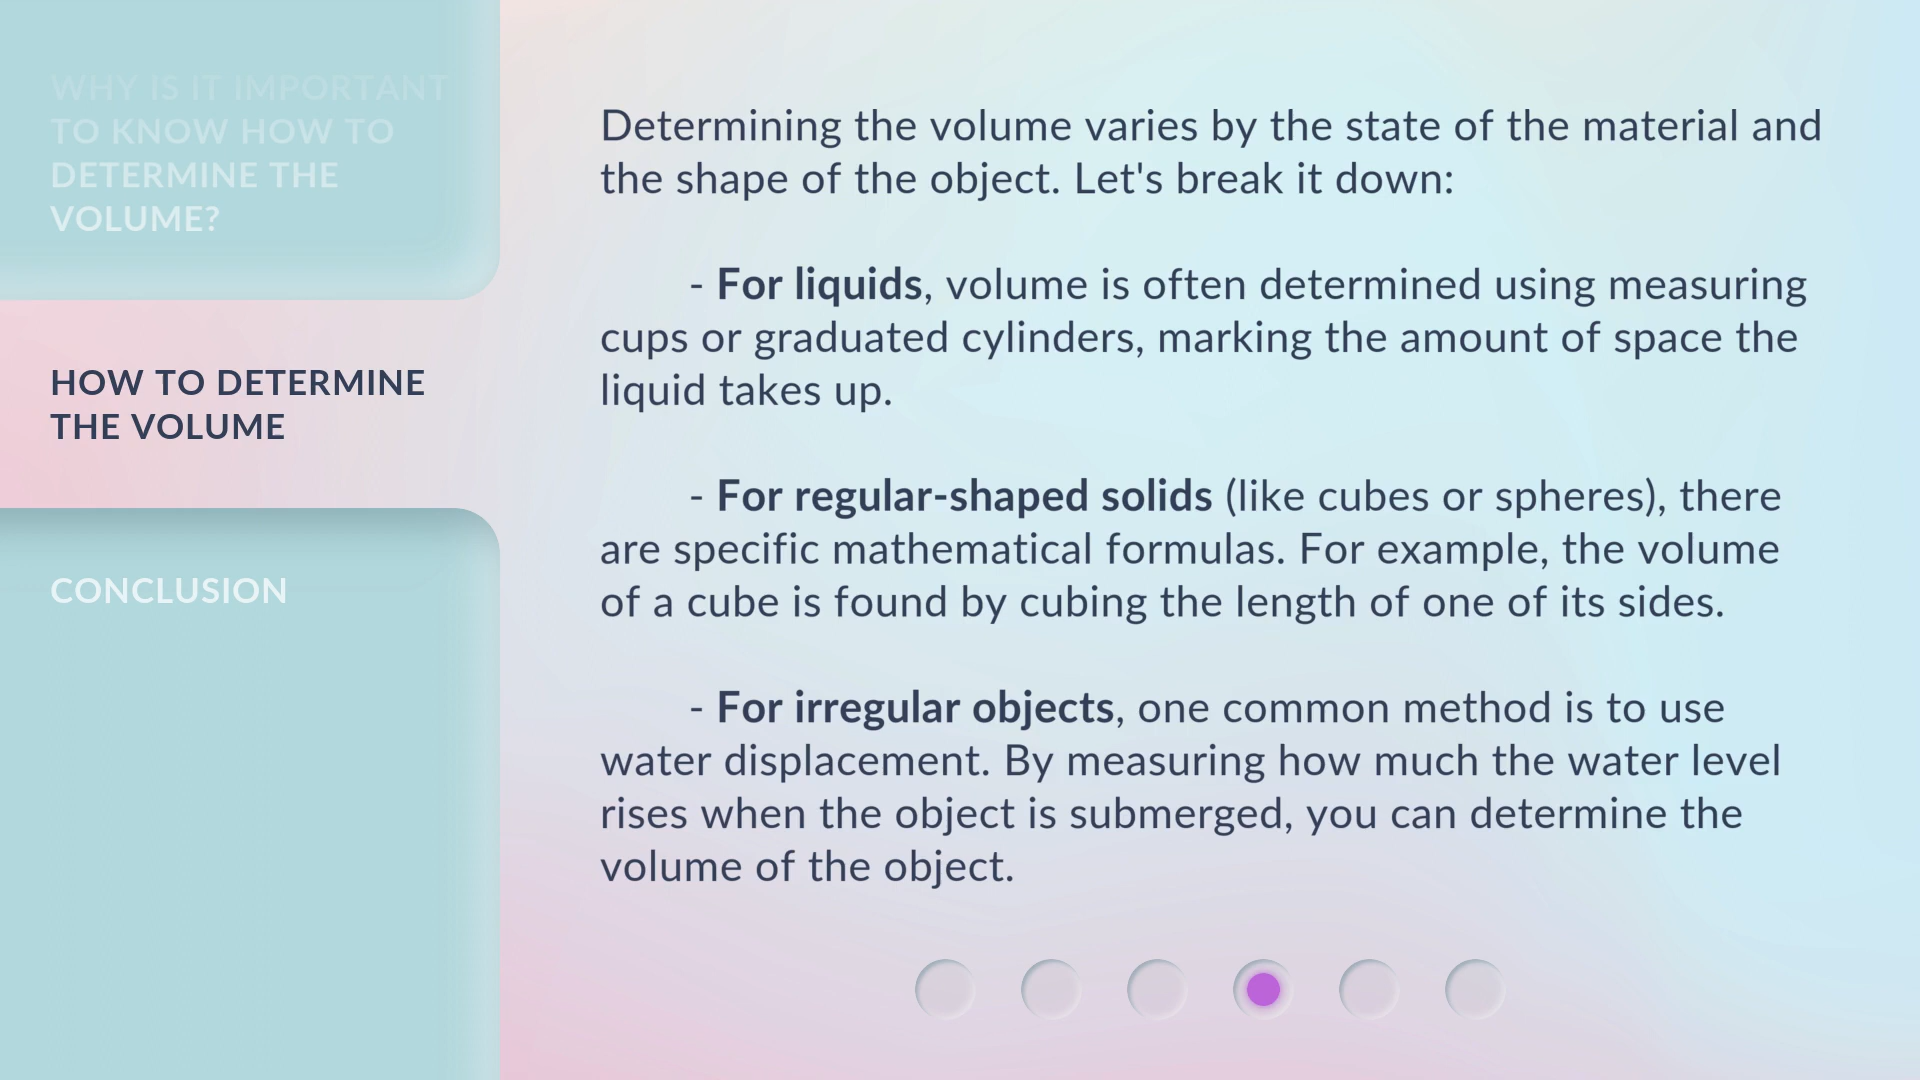 WHY IS IT IMPORTANT
TO KNOW HOW TO
DETERMINE THE
VOLUME?
HOW TO DETERMINE
THE VOLUME
CONCLUSION
Determining the volume varies by the state of the material and
the shape of the object. Let's break it down:
- For liquids, volume is often determined using measuring
cups or graduated cylinders, marking the amount of space the
liquid takes up.
- For regular-shaped solids (like cubes or spheres), there
are specific mathematical formulas. For example, the volume
of a cube is found by cubing the length of one of its sides.
- For irregular objects, one common method is to use
water displacement. By measuring how much the water level
rises when the object is submerged, you can determine the
volume of the object.